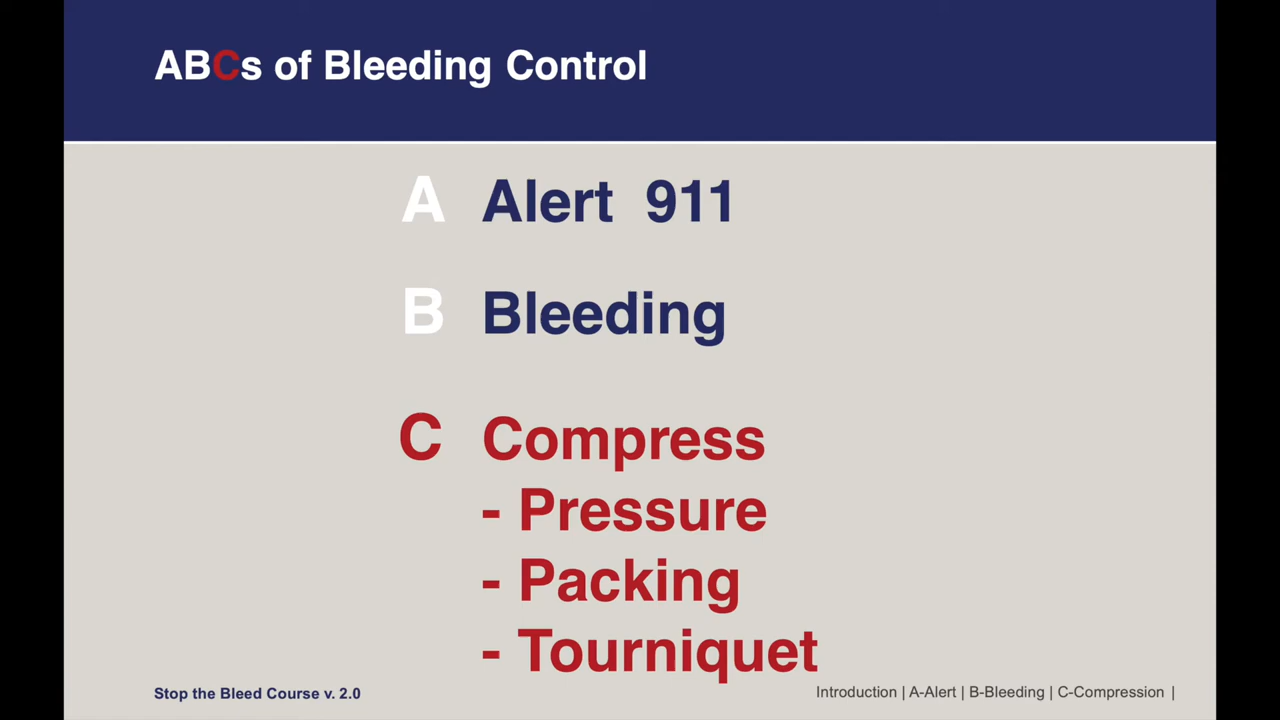 ABCs of Bleeding Control
A Alert 911
B Bleeding
C Compress
- Pressure
- Packing
- Tourniquet
Stop the Bleed Course v. 2.0
Introduction | A-Alert | B-Bleeding | C-Compression |